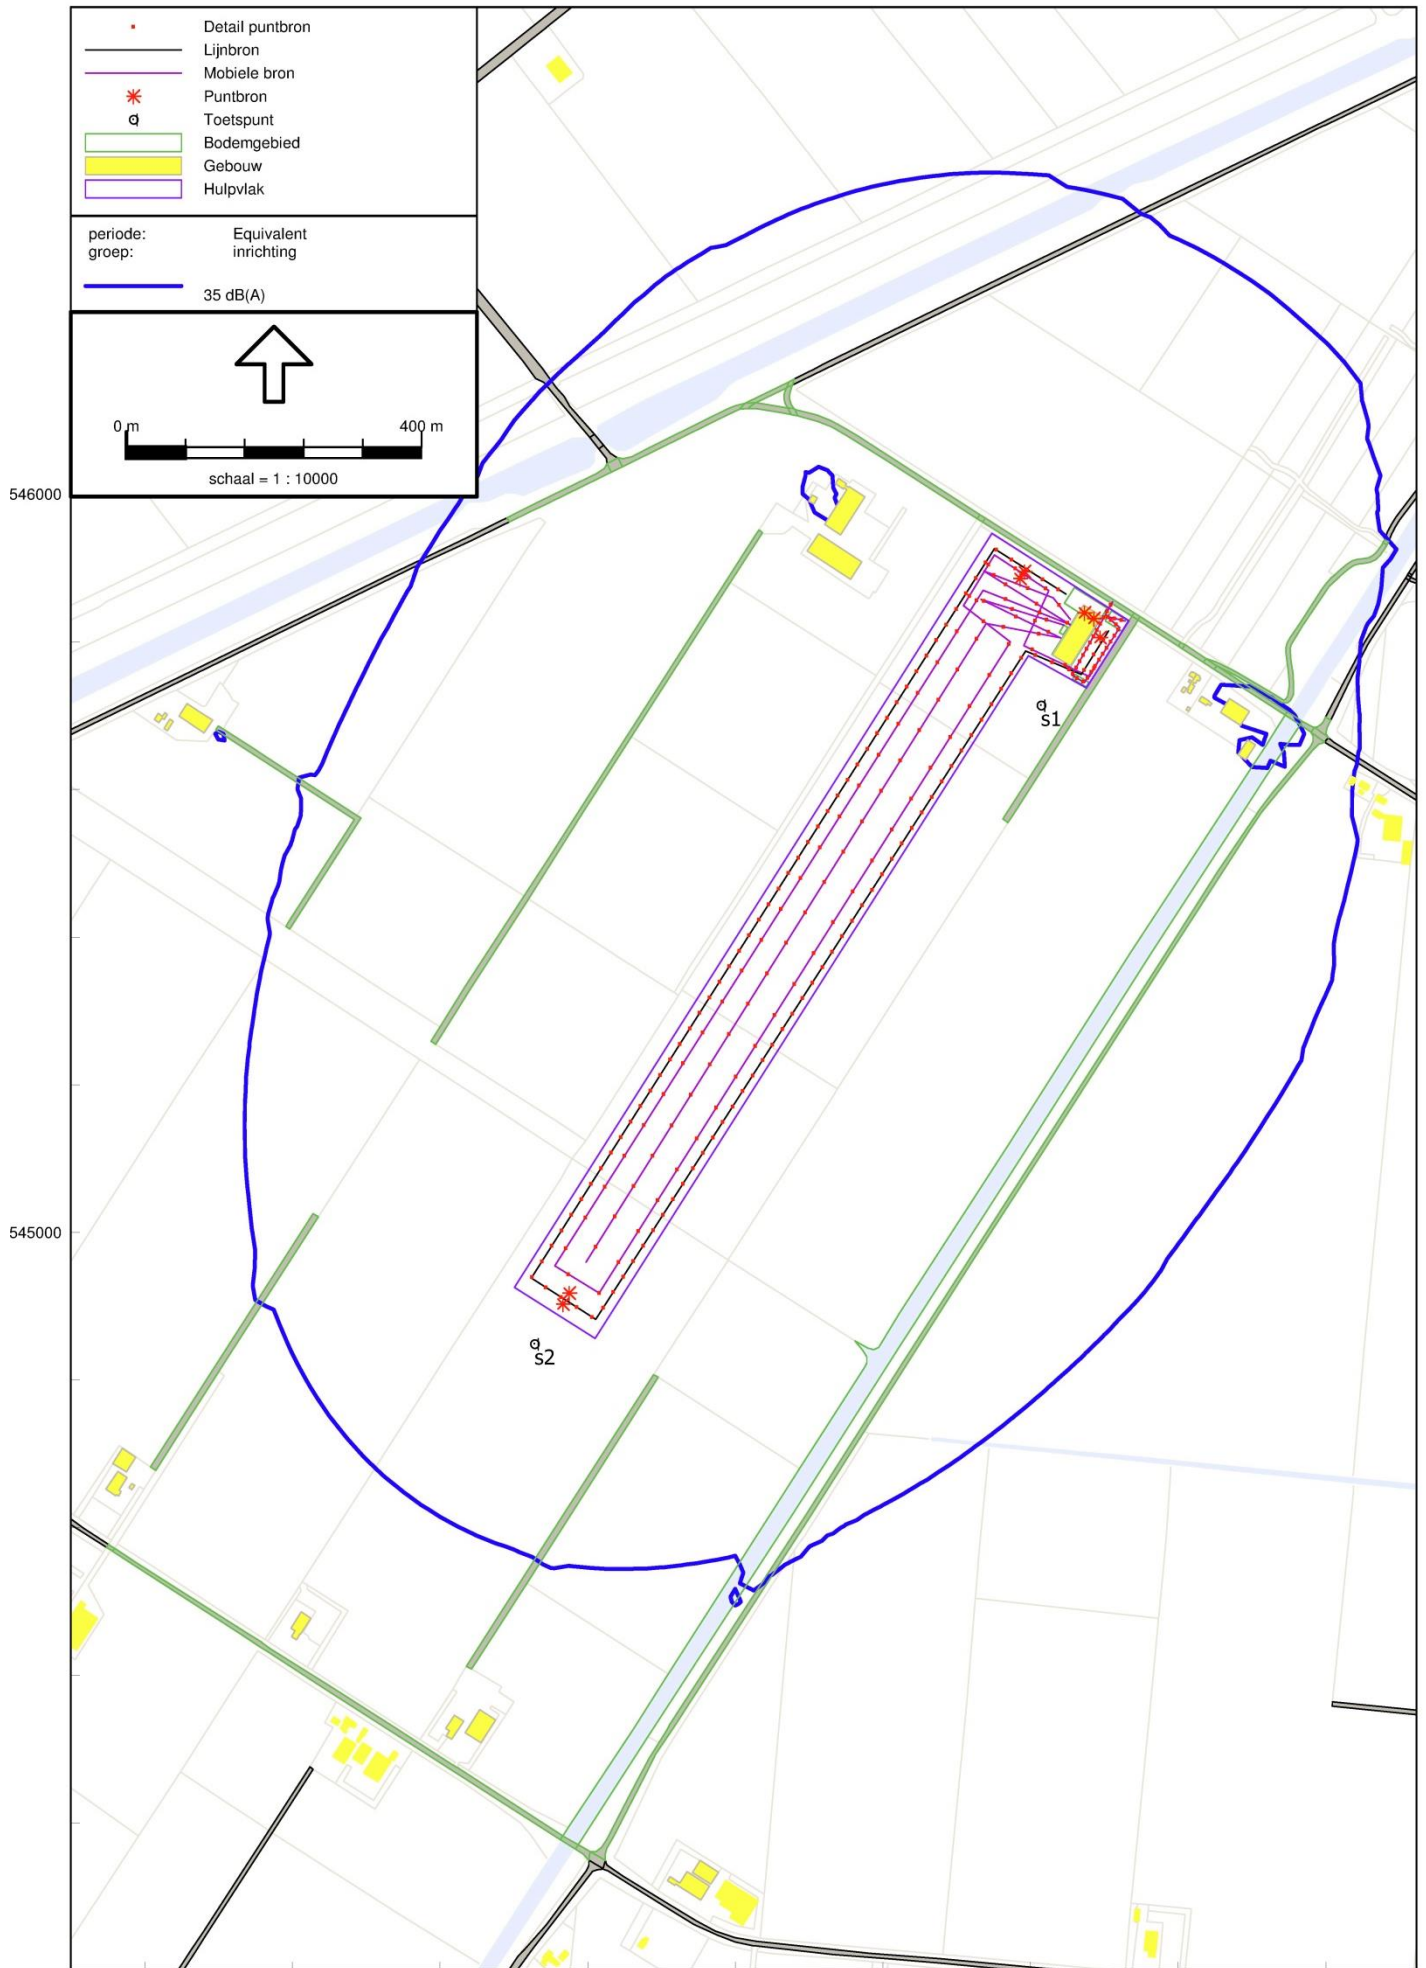 Detail puntbron
Lijnbron
Mobiele bron
Puntbron
Toetspunt
Bodemgebied
Gebouw
Hulpvlak
periode: Equivalent
groep: inrichting
35 dB(A)
0 m 400 m
schaal = 1 : 10000
546000
s1
545000
s2